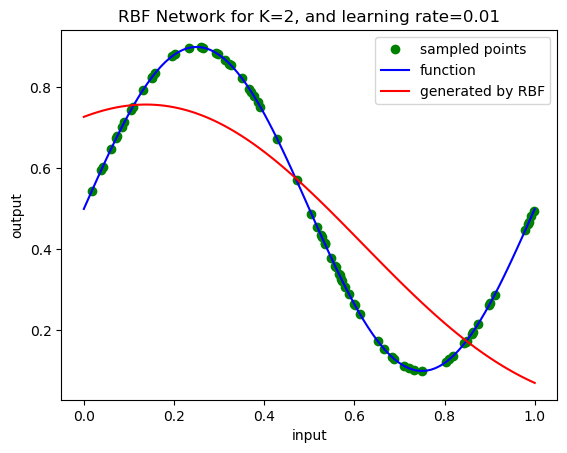 RBF Network for K=2, and learning rate=0.01
sampled points
function
generated by RBF
output
0.8
0.6
0.4
0.2
0.0 0.2 0.4 0.6 0.8 1.0
input